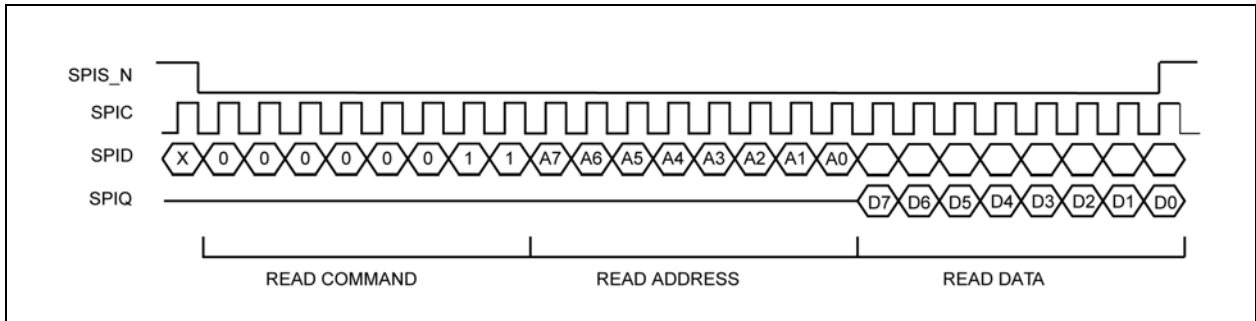 SPIS_N
SPIC
SPID X 0 0 0 0 0 0 1 1 A7 A6 A5 A4 A3 A2 A1 A0
SPIQ D7 D6 D5 D4 D3 D2 D1 D0
READ COMMAND READ ADDRESS READ DATA